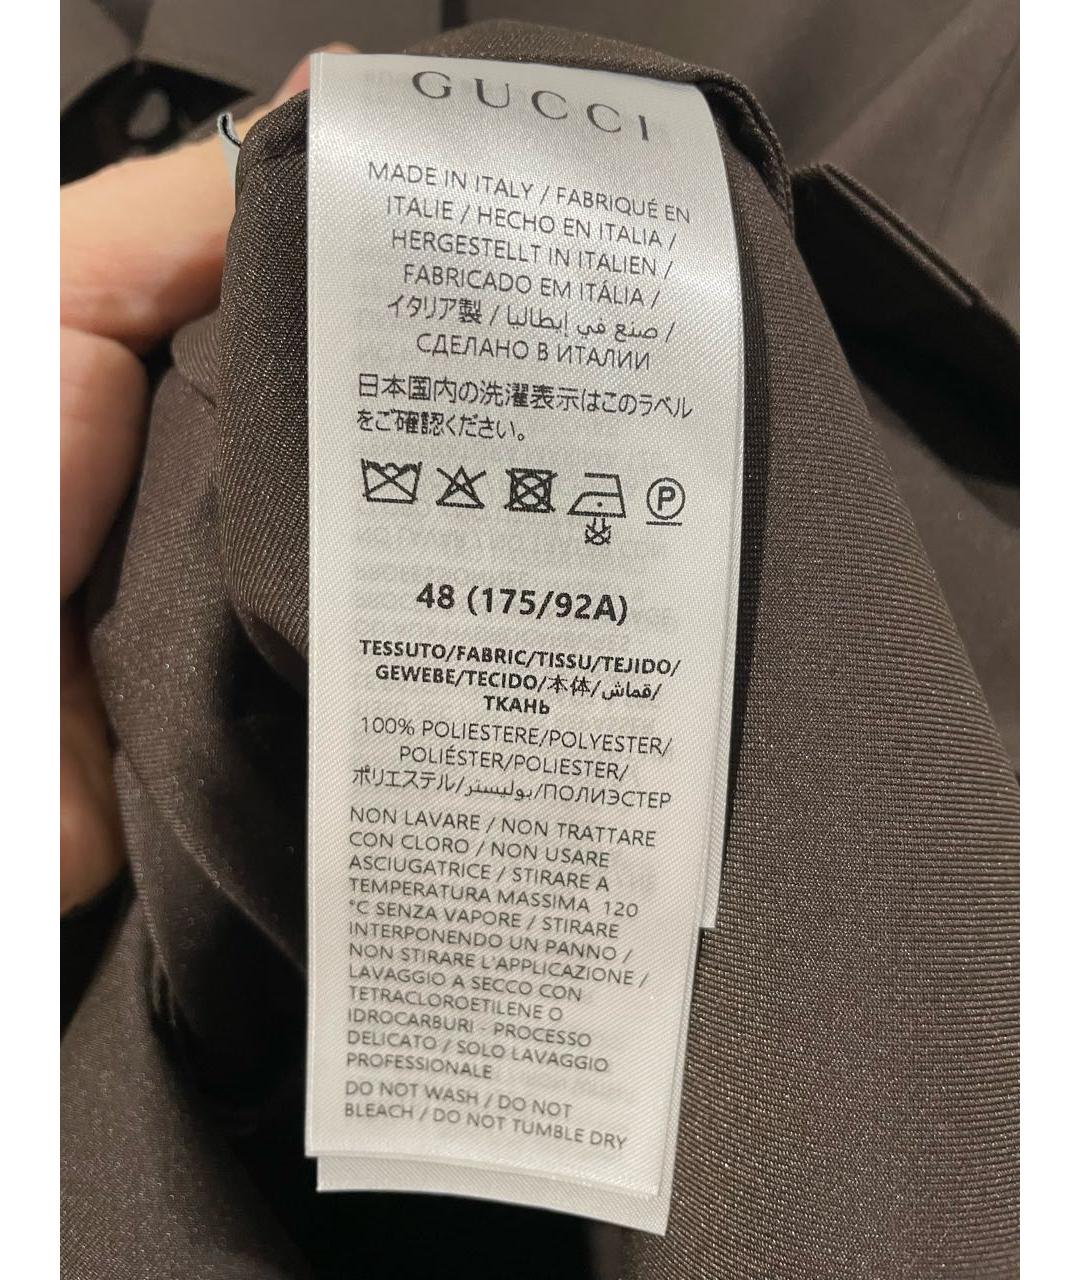 GUCCI
MADE IN ITALY / FABRIQUÉ EN
ITALIE / HECHO EN ITALIA /
HERGESTELLT IN ITALIEN /
FABRICADO EM ITÁLIA /
イタリア製 / صنع في إيطاليا /
СДЕЛАНО В ИТАЛИИ
日本国内の洗濯表示はこのラベル
をご確認ください。
P
48 (175/92A)
TESSUTO/FABRIC/TISSU/TEJIDO/
GEWEBE/TECIDO/本体/قماش/
ТКАНЬ
100% POLIESTERE/POLYESTER/
POLIÉSTER/POLIESTER/
ポリエステル/بوليستر/ПОЛИЭСТЕР
NON LAVARE / NON TRATTARE
CON CLORO / NON USARE
ASCIUGATRICE / STIRARE A
TEMPERATURA MASSIMA 120
°C SENZA VAPORE / STIRARE
INTERPONENDO UN PANNO /
NON STIRARE L'APPLICAZIONE /
LAVAGGIO A SECCO CON
TETRACLOROETILENE O
IDROCARBURI - PROCESSO
DELICATO / SOLO LAVAGGIO
PROFESSIONALE
DO NOT WASH / DO NOT
BLEACH / DO NOT TUMBLE DRY